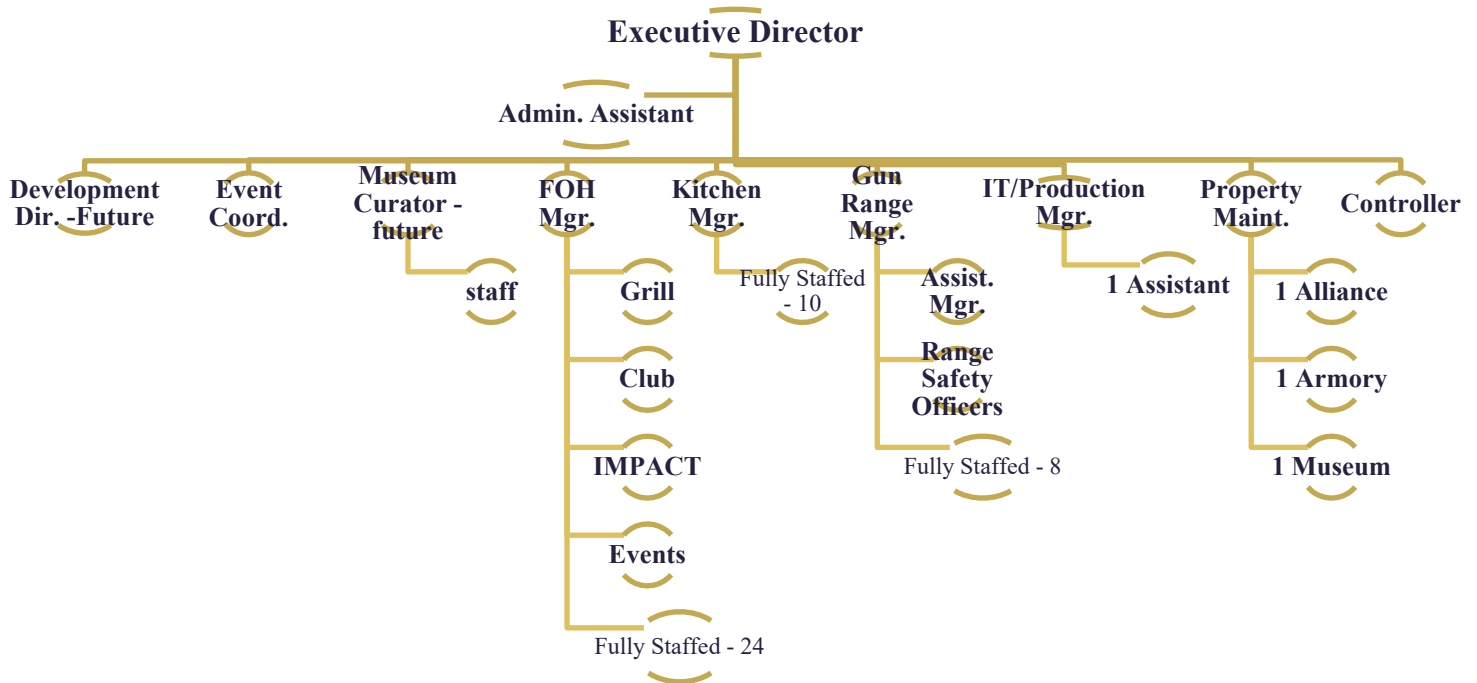 Executive Director
Admin. Assistant
Development
Dir. -Future
Event
Coord.
Museum
Curator -
future
FOH
Mgr.
Kitchen
Mgr.
Gun
Range
Mgr.
IT/Production
Mgr.
Property
Maint.
Controller
staff
Grill
Club
IMPACT
Events
Fully Staffed - 24
Fully Staffed
- 10
Assist.
Mgr.
Range
Safety
Officers
Fully Staffed - 8
1 Assistant
1 Alliance
1 Armory
1 Museum